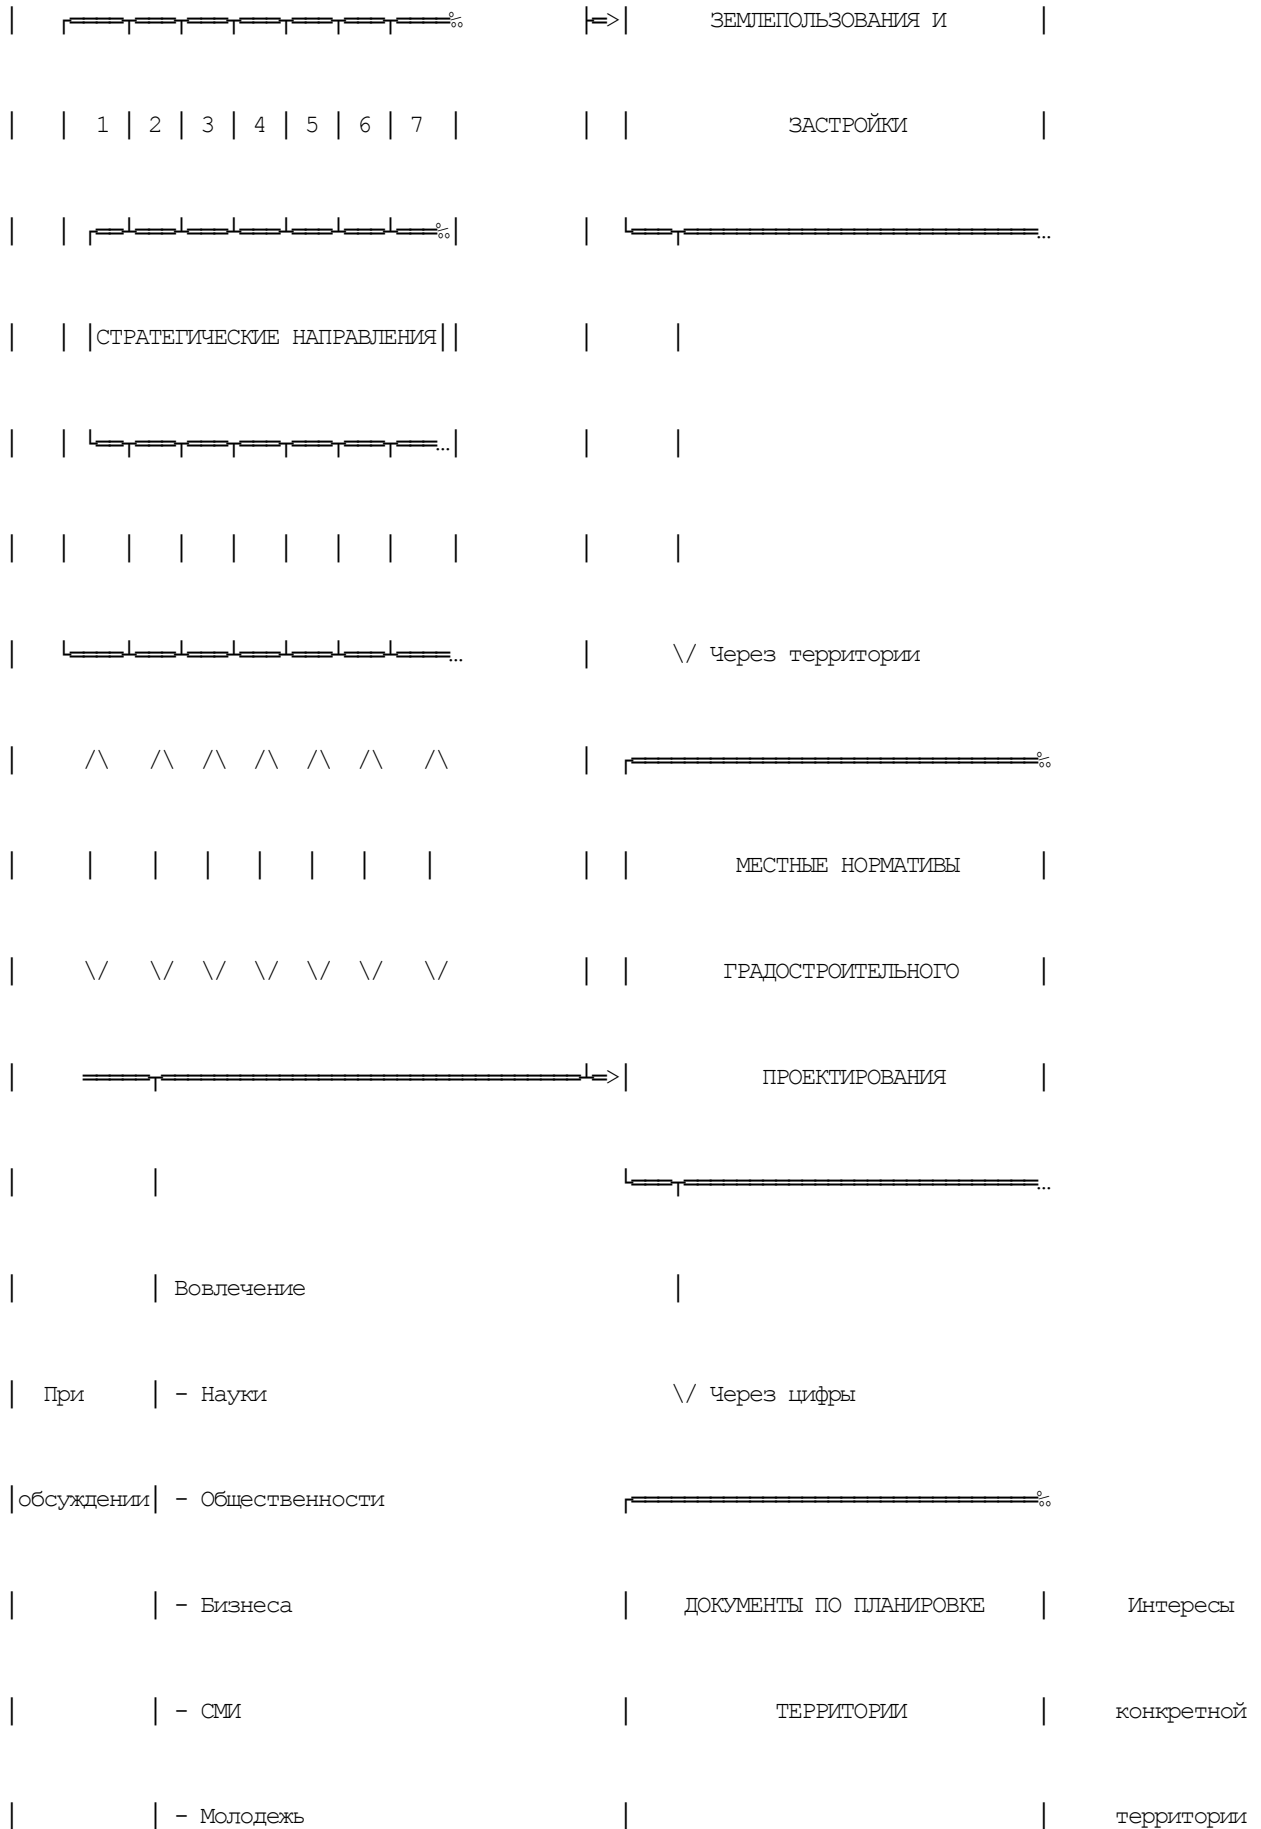 ЗЕМЛЕПОЛЬЗОВАНИЯ И
1 | 2 | 3 | 4 | 5 | 6 | 7
ЗАСТРОЙКИ
СТРАТЕГИЧЕСКИЕ НАПРАВЛЕНИЯ
\/ Через территории
МЕСТНЫЕ НОРМАТИВЫ
ГРАДОСТРОИТЕЛЬНОГО
ПРОЕКТИРОВАНИЯ
Вовлечение
При | - Науки \/ Через цифры
обсуждении | - Общественности
- Бизнеса | ДОКУМЕНТЫ ПО ПЛАНИРОВКЕ | Интересы
- СМИ | ТЕРРИТОРИИ | конкретной
- Молодежь | | территории